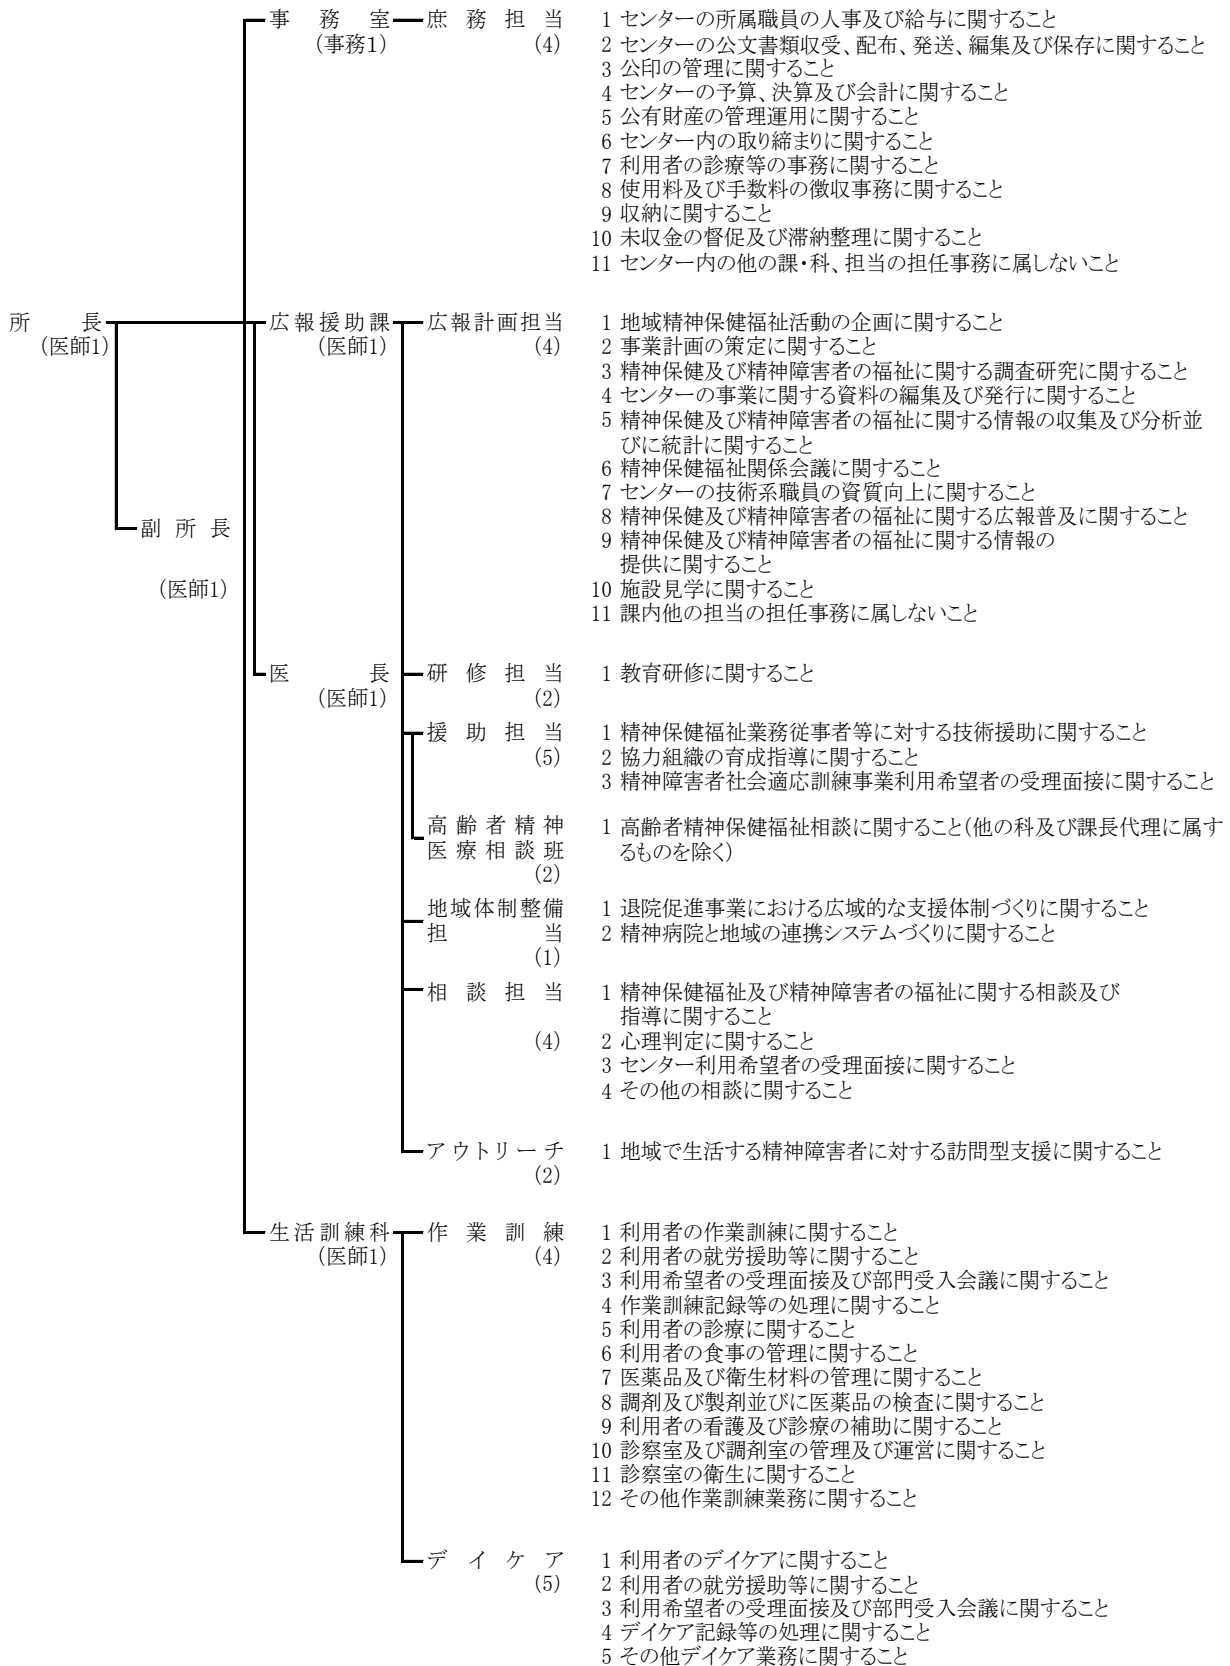 事務室 庶務担当 1 センターの所属職員の人事及び給与に関すること
(事務1) (4) 2 センターの公文書類収受、配布、発送、編集及び保存に関すること
3 公印の管理に関すること
4 センターの予算、決算及び会計に関すること
5 公有財産の管理運用に関すること
6 センター内の取り締まりに関すること
7 利用者の診療等の事務に関すること
8 使用料及び手数料の徴収事務に関すること
9 収納に関すること
10 未収金の督促及び滞納整理に関すること
11 センター内の他の課・科、担当の担任事務に属しないこと
所長 広報援助課 広報計画担当 1 地域精神保健福祉活動の企画に関すること
(医師1) (医師1) (4) 2 事業計画の策定に関すること
3 精神保健及び精神障害者の福祉に関する調査研究に関すること
4 センターの事業に関する資料の編集及び発行に関すること
5 精神保健及び精神障害者の福祉に関する情報の収集及び分析並
びに統計に関すること
6 精神保健福祉関係会議に関すること
7 センターの技術系職員の資質向上に関すること
副所長 8 精神保健及び精神障害者の福祉に関する広報普及に関すること
9 精神保健及び精神障害者の福祉に関する情報の
提供に関すること
(医師1) 10 施設見学に関すること
11 課内他の担当の担任事務に属しないこと
医長 研修担当 1 教育研修に関すること
(医師1) (2)
援助担当 1 精神保健福祉業務従事者等に対する技術援助に関すること
(5) 2 協力組織の育成指導に関すること
3 精神障害者社会適応訓練事業利用希望者の受理面接に関すること
高齢者精神 1 高齢者精神保健福祉相談に関すること(他の科及び課長代理に属す
医療相談班 るものを除く)
(2)
地域体制整備 1 退院促進事業における広域的な支援体制づくりに関すること
担当 2 精神病院と地域の連携システムづくりに関すること
(1)
相談担当 1 精神保健福祉及び精神障害者の福祉に関する相談及び
指導に関すること
(4) 2 心理判定に関すること
3 センター利用希望者の受理面接に関すること
4 その他の相談に関すること
アウトリーチ 1 地域で生活する精神障害者に対する訪問型支援に関すること
(2)
生活訓練科 作業訓練 1 利用者の作業訓練に関すること
(医師1) (4) 2 利用者の就労援助等に関すること
3 利用希望者の受理面接及び部門受入会議に関すること
4 作業訓練記録等の処理に関すること
5 利用者の診療に関すること
6 利用者の食事の管理に関すること
7 医薬品及び衛生材料の管理に関すること
8 調剤及び製剤並びに医薬品の検査に関すること
9 利用者の看護及び診療の補助に関すること
10 診察室及び調剤室の管理及び運営に関すること
11 診察室の衛生に関すること
12 その他作業訓練業務に関すること
デイケア 1 利用者のデイケアに関すること
(5) 2 利用者の就労援助等に関すること
3 利用希望者の受理面接及び部門受入会議に関すること
4 デイケア記録等の処理に関すること
5 その他デイケア業務に関すること